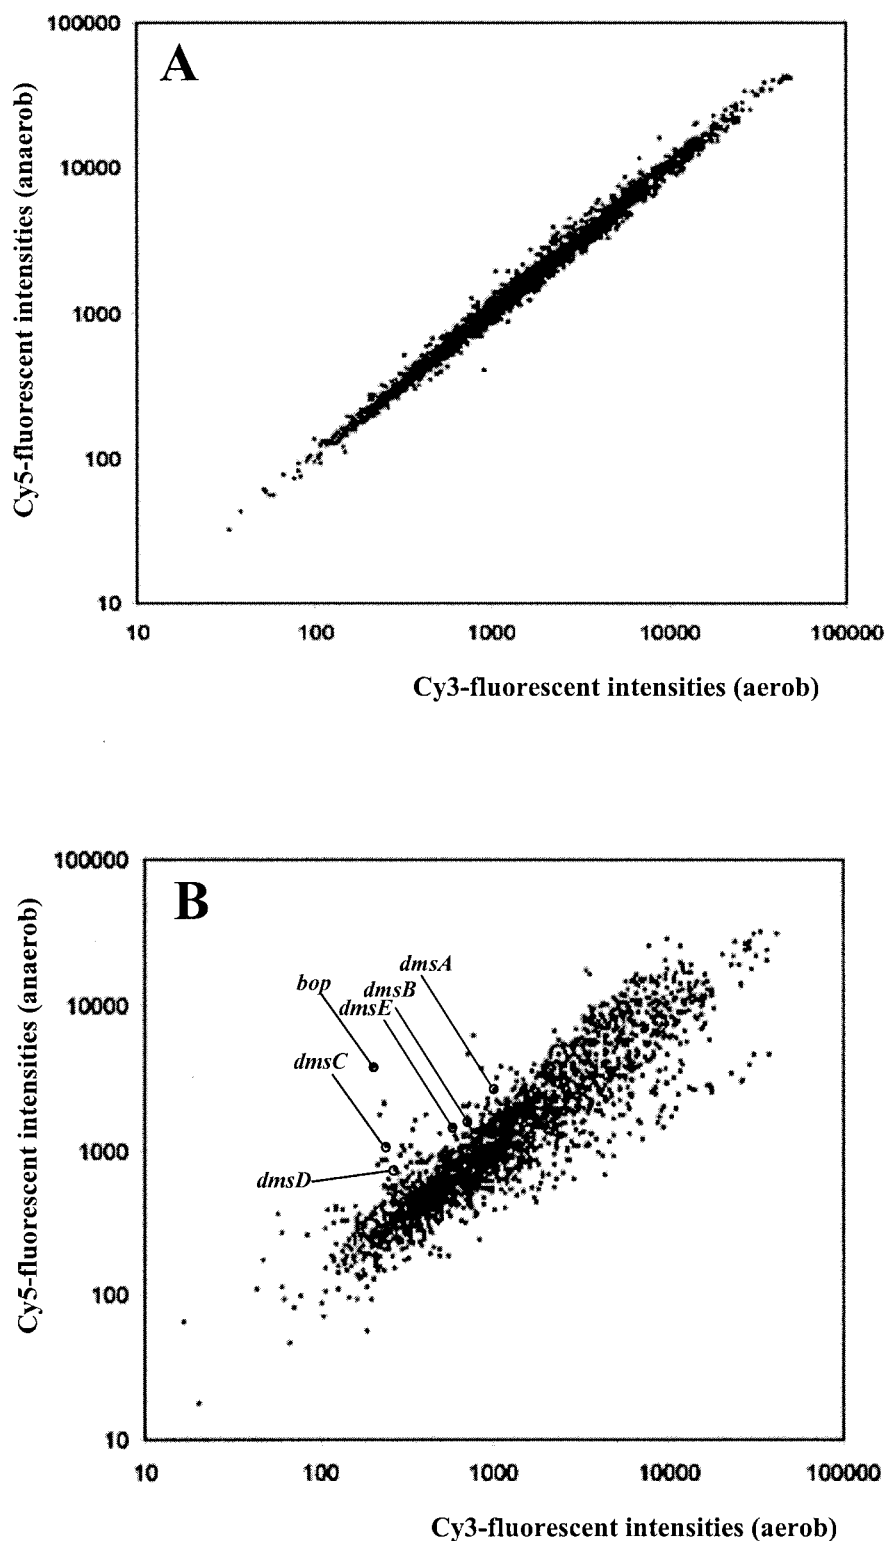 A
100000
10000
1000
100
10
10 100 1000 10000 100000
Cy5-fluorescent intensities (anaerob)
Cy3-fluorescent intensities (aerob)
B
100000
10000
1000
100
10
dmsA
bop
dmsB
dmsE
dmsC
dmsD
10 100 1000 10000 100000
Cy5-fluorescent intensities (anaerob)
Cy3-fluorescent intensities (aerob)